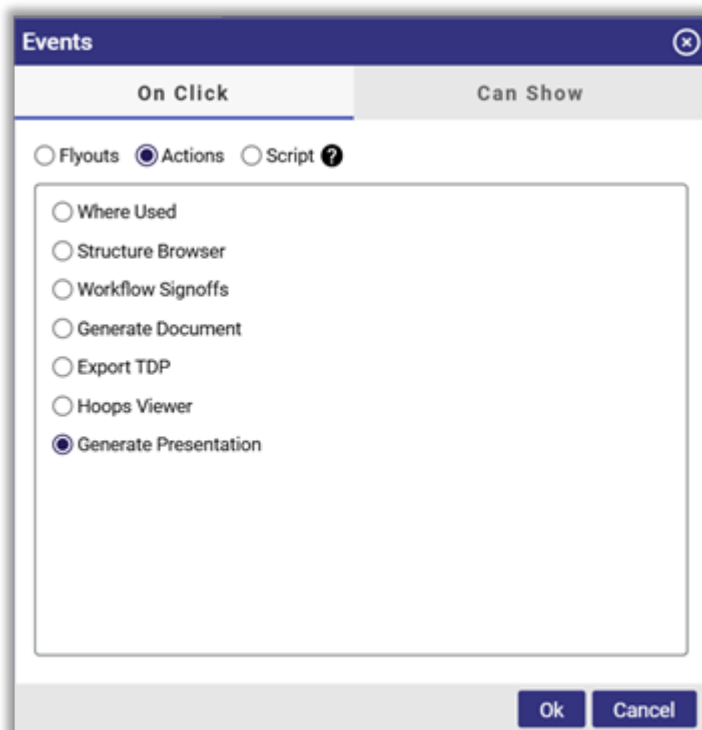 Events
On Click Can Show
Flyouts Actions Script ?
Where Used
Structure Browser
Workflow Signoffs
Generate Document
Export TDP
Hoops Viewer
Generate Presentation
Ok Cancel